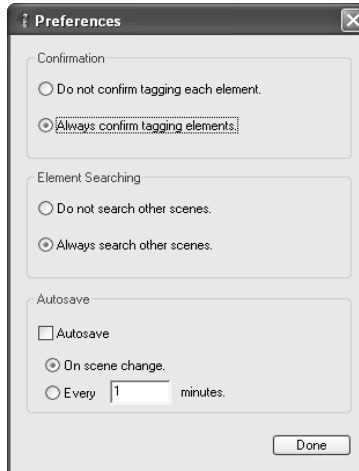 Preferences
Confirmation
Do not confirm tagging each element.
Always confirm tagging elements.
Element Searching
Do not search other scenes.
Always search other scenes.
Autosave
Autosave
On scene change.
Every 1 minutes.
Done